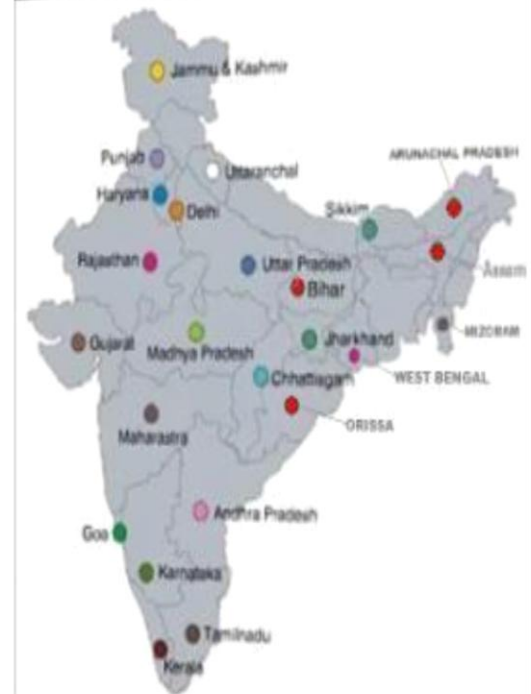 Jammu & Kashmir
Punjab
Uttaranchal
ARUNACHAL PRADESH
Haryana
Delhi
Sikkim
Rajasthan
Uttar Pradesh
Assam
Bihar
Gujarat
Madhya Pradesh
Jharkhand
MIZORAM
Chhattisgarh
WEST BENGAL
Maharastra
ORISSA
Andhra Pradesh
Goa
Karnataka
Tamilnadu
Kerala